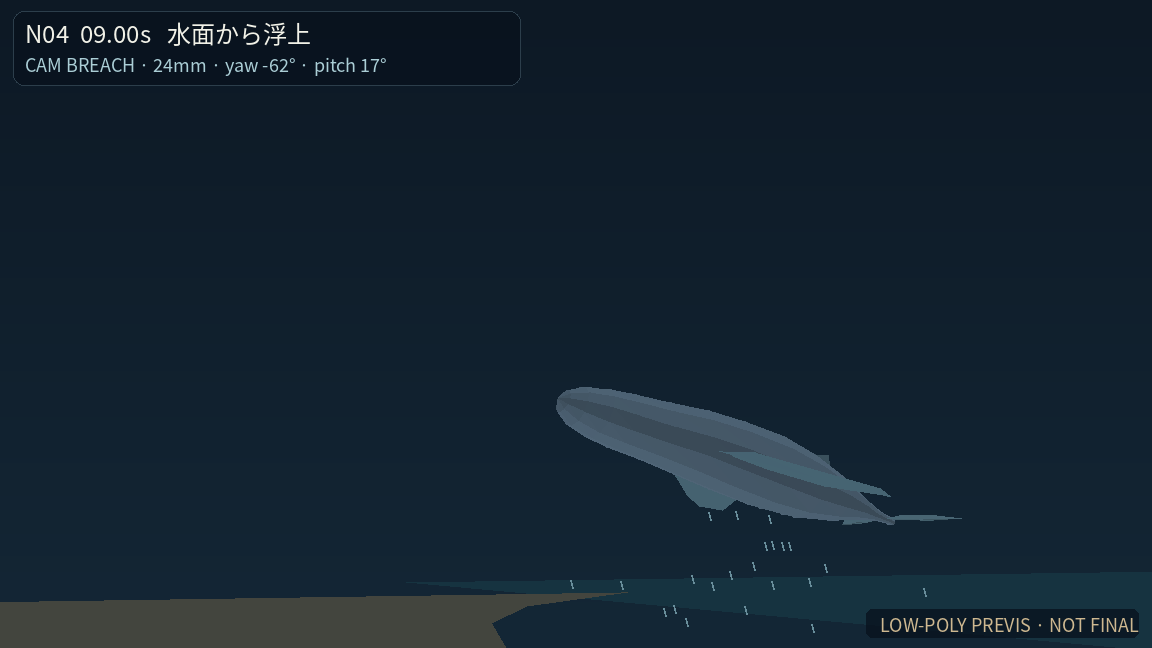 N04  09.00s  水面から浮上
CAM BREACH · 24mm · yaw -62° · pitch 17°
LOW-POLY PREVIS · NOT FINAL